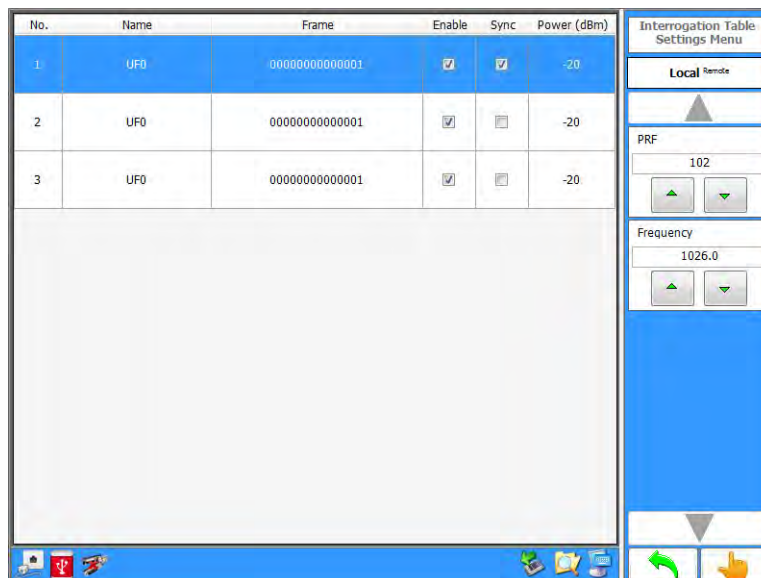 No. Name Frame Enable Sync Power (dBm)
1 UF0 00000000000001 -20
2 UF0 00000000000001 -20
3 UF0 00000000000001 -20
Interrogation Table
Settings Menu
Local Remote
PRF
102
Frequency
1026.0